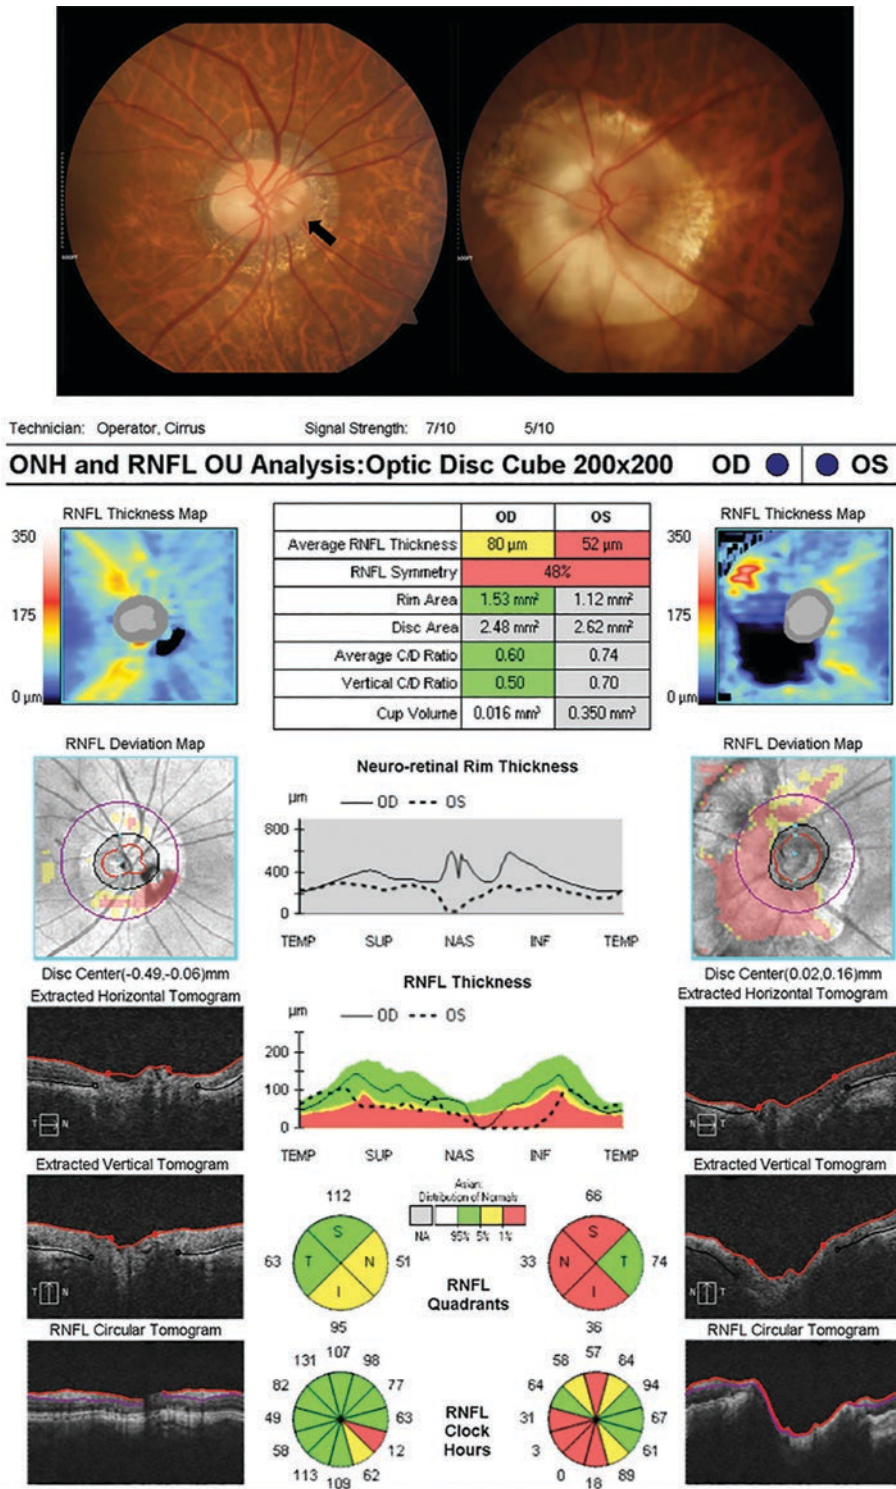 Technician: Operator, Cirrus Signal Strength: 7/10 5/10
ONH and RNFL OU Analysis:Optic Disc Cube 200x200 OD OS
RNFL Thickness Map
350
175
0 µm
OD OS
Average RNFL Thickness 80 µm 52 µm
RNFL Symmetry 48%
Rim Area 1.53 mm² 1.12 mm²
Disc Area 2.48 mm² 2.62 mm²
Average C/D Ratio 0.60 0.74
Vertical C/D Ratio 0.50 0.70
Cup Volume 0.016 mm³ 0.350 mm³
RNFL Thickness Map
350
175
0 µm
RNFL Deviation Map
Disc Center(-0.49,-0.06)mm
Neuro-retinal Rim Thickness
µm OD OS
800
400
0
TEMP SUP NAS INF TEMP
RNFL Deviation Map
Disc Center(0.02,0.16)mm
Extracted Horizontal Tomogram
T N
RNFL Thickness
µm OD OS
200
100
0
TEMP SUP NAS INF TEMP
Extracted Horizontal Tomogram
T N
Extracted Vertical Tomogram
T N
112
S
63 T N 51
I
95
Asian:
Distribution of Normals
NA 95% 5% 1%
RNFL
Quadrants
66
S
33 N T 74
I
36
Extracted Vertical Tomogram
T N
RNFL Circular Tomogram
107
131 98
82 77
49 63
58 12
113 62
109
RNFL
Clock
Hours
57
58 84
64 94
31 67
3 61
0 89
18
RNFL Circular Tomogram